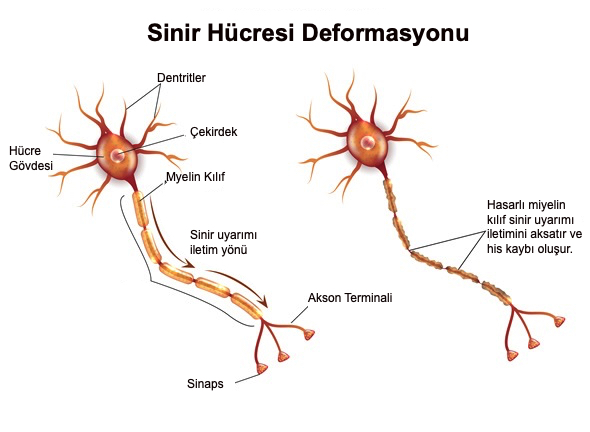 Sinir Hücresi Deformasyonu
Dentritler
Çekirdek
Hücre
Gövdesi
Myelin Kılıf
Sinir uyarımı
iletim yönü
Akson Terminali
Sinaps
Hasarlı miyelin
kılıf sinir uyarımı
iletimini aksatır ve
his kaybı oluşur.